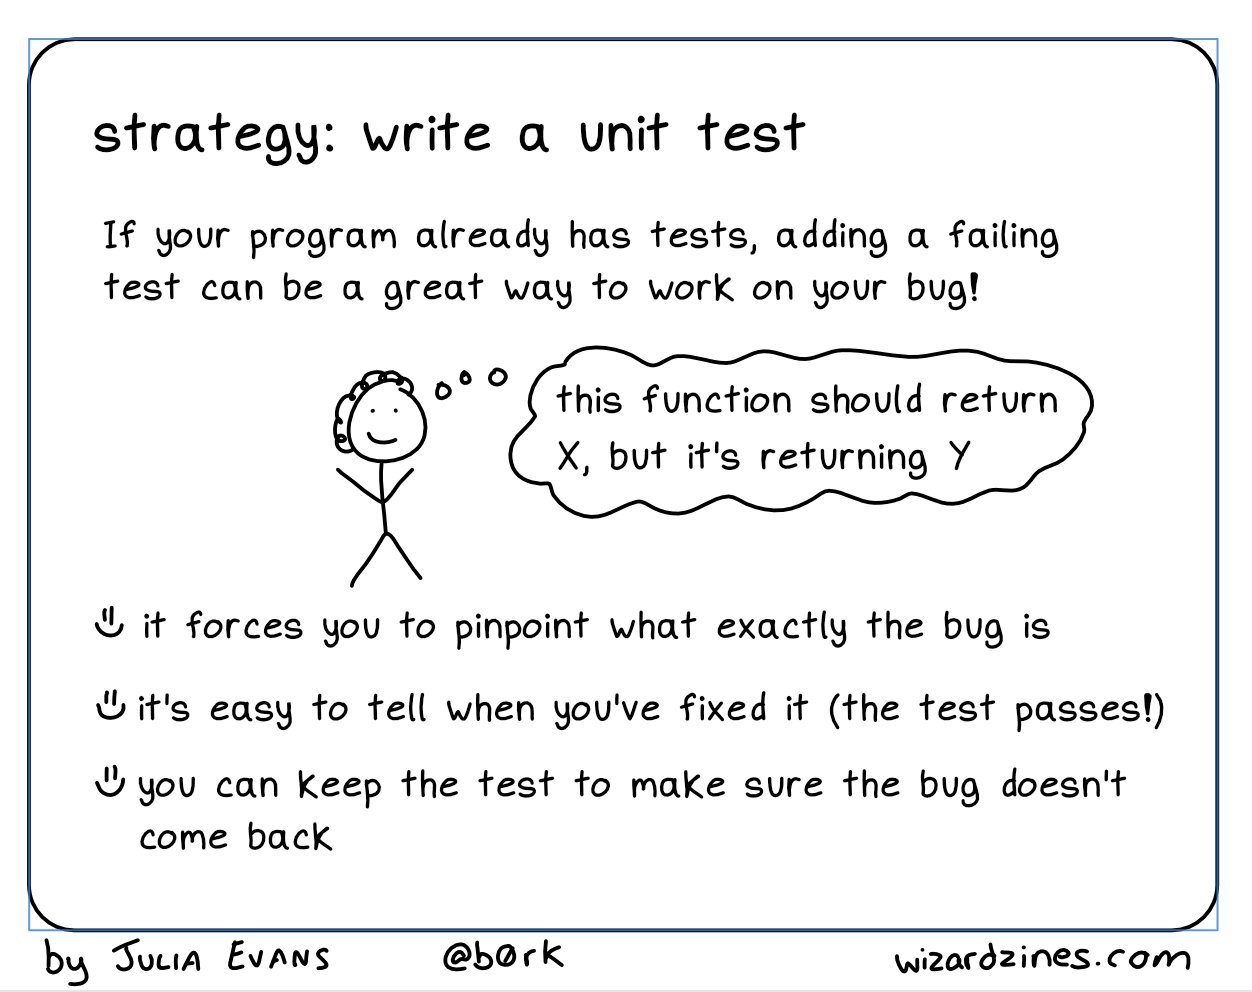 strategy: write a unit test
If your program already has tests, adding a failing
test can be a great way to work on your bug!
this function should return
X, but it's returning Y
it forces you to pinpoint what exactly the bug is
it's easy to tell when you've fixed it (the test passes!)
you can keep the test to make sure the bug doesn't
come back
by JULIA EVANS @b0rk wizardzines.com